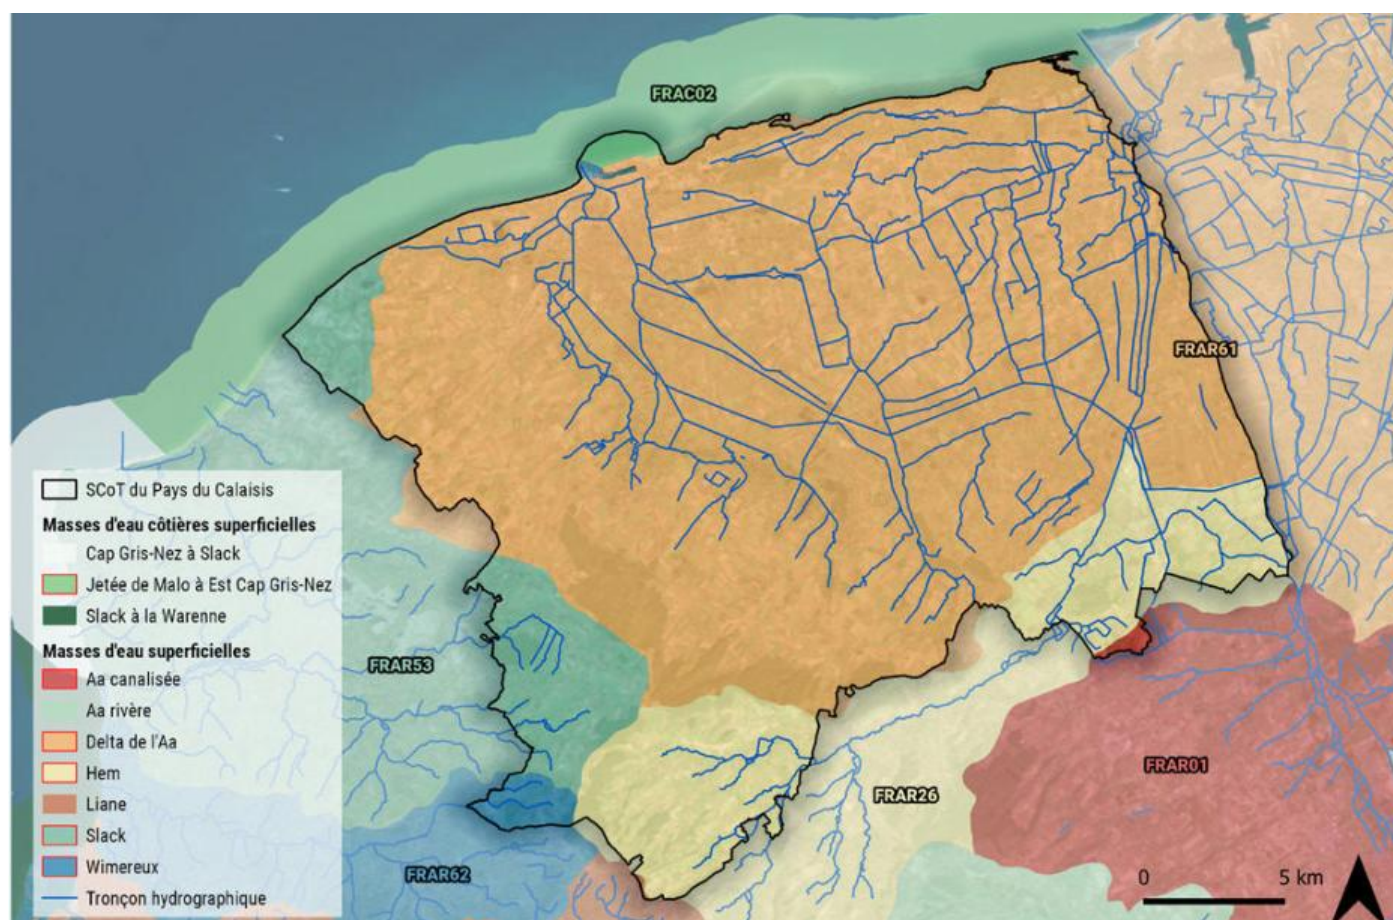 FRAC02
FRAR61
SCoT du Pays du Calaisis
Masses d'eau côtières superficielles
Cap Gris-Nez à Slack
Jetée de Malo à Est Cap Gris-Nez
Slack à la Warenne
Masses d'eau superficielles
Aa canalisée
Aa rivère
Delta de l'Aa
Hem
Liane
Slack
Wimereux
Tronçon hydrographique
FRAR53
FRAR62
FRAR26
FRAR01
0 5 km